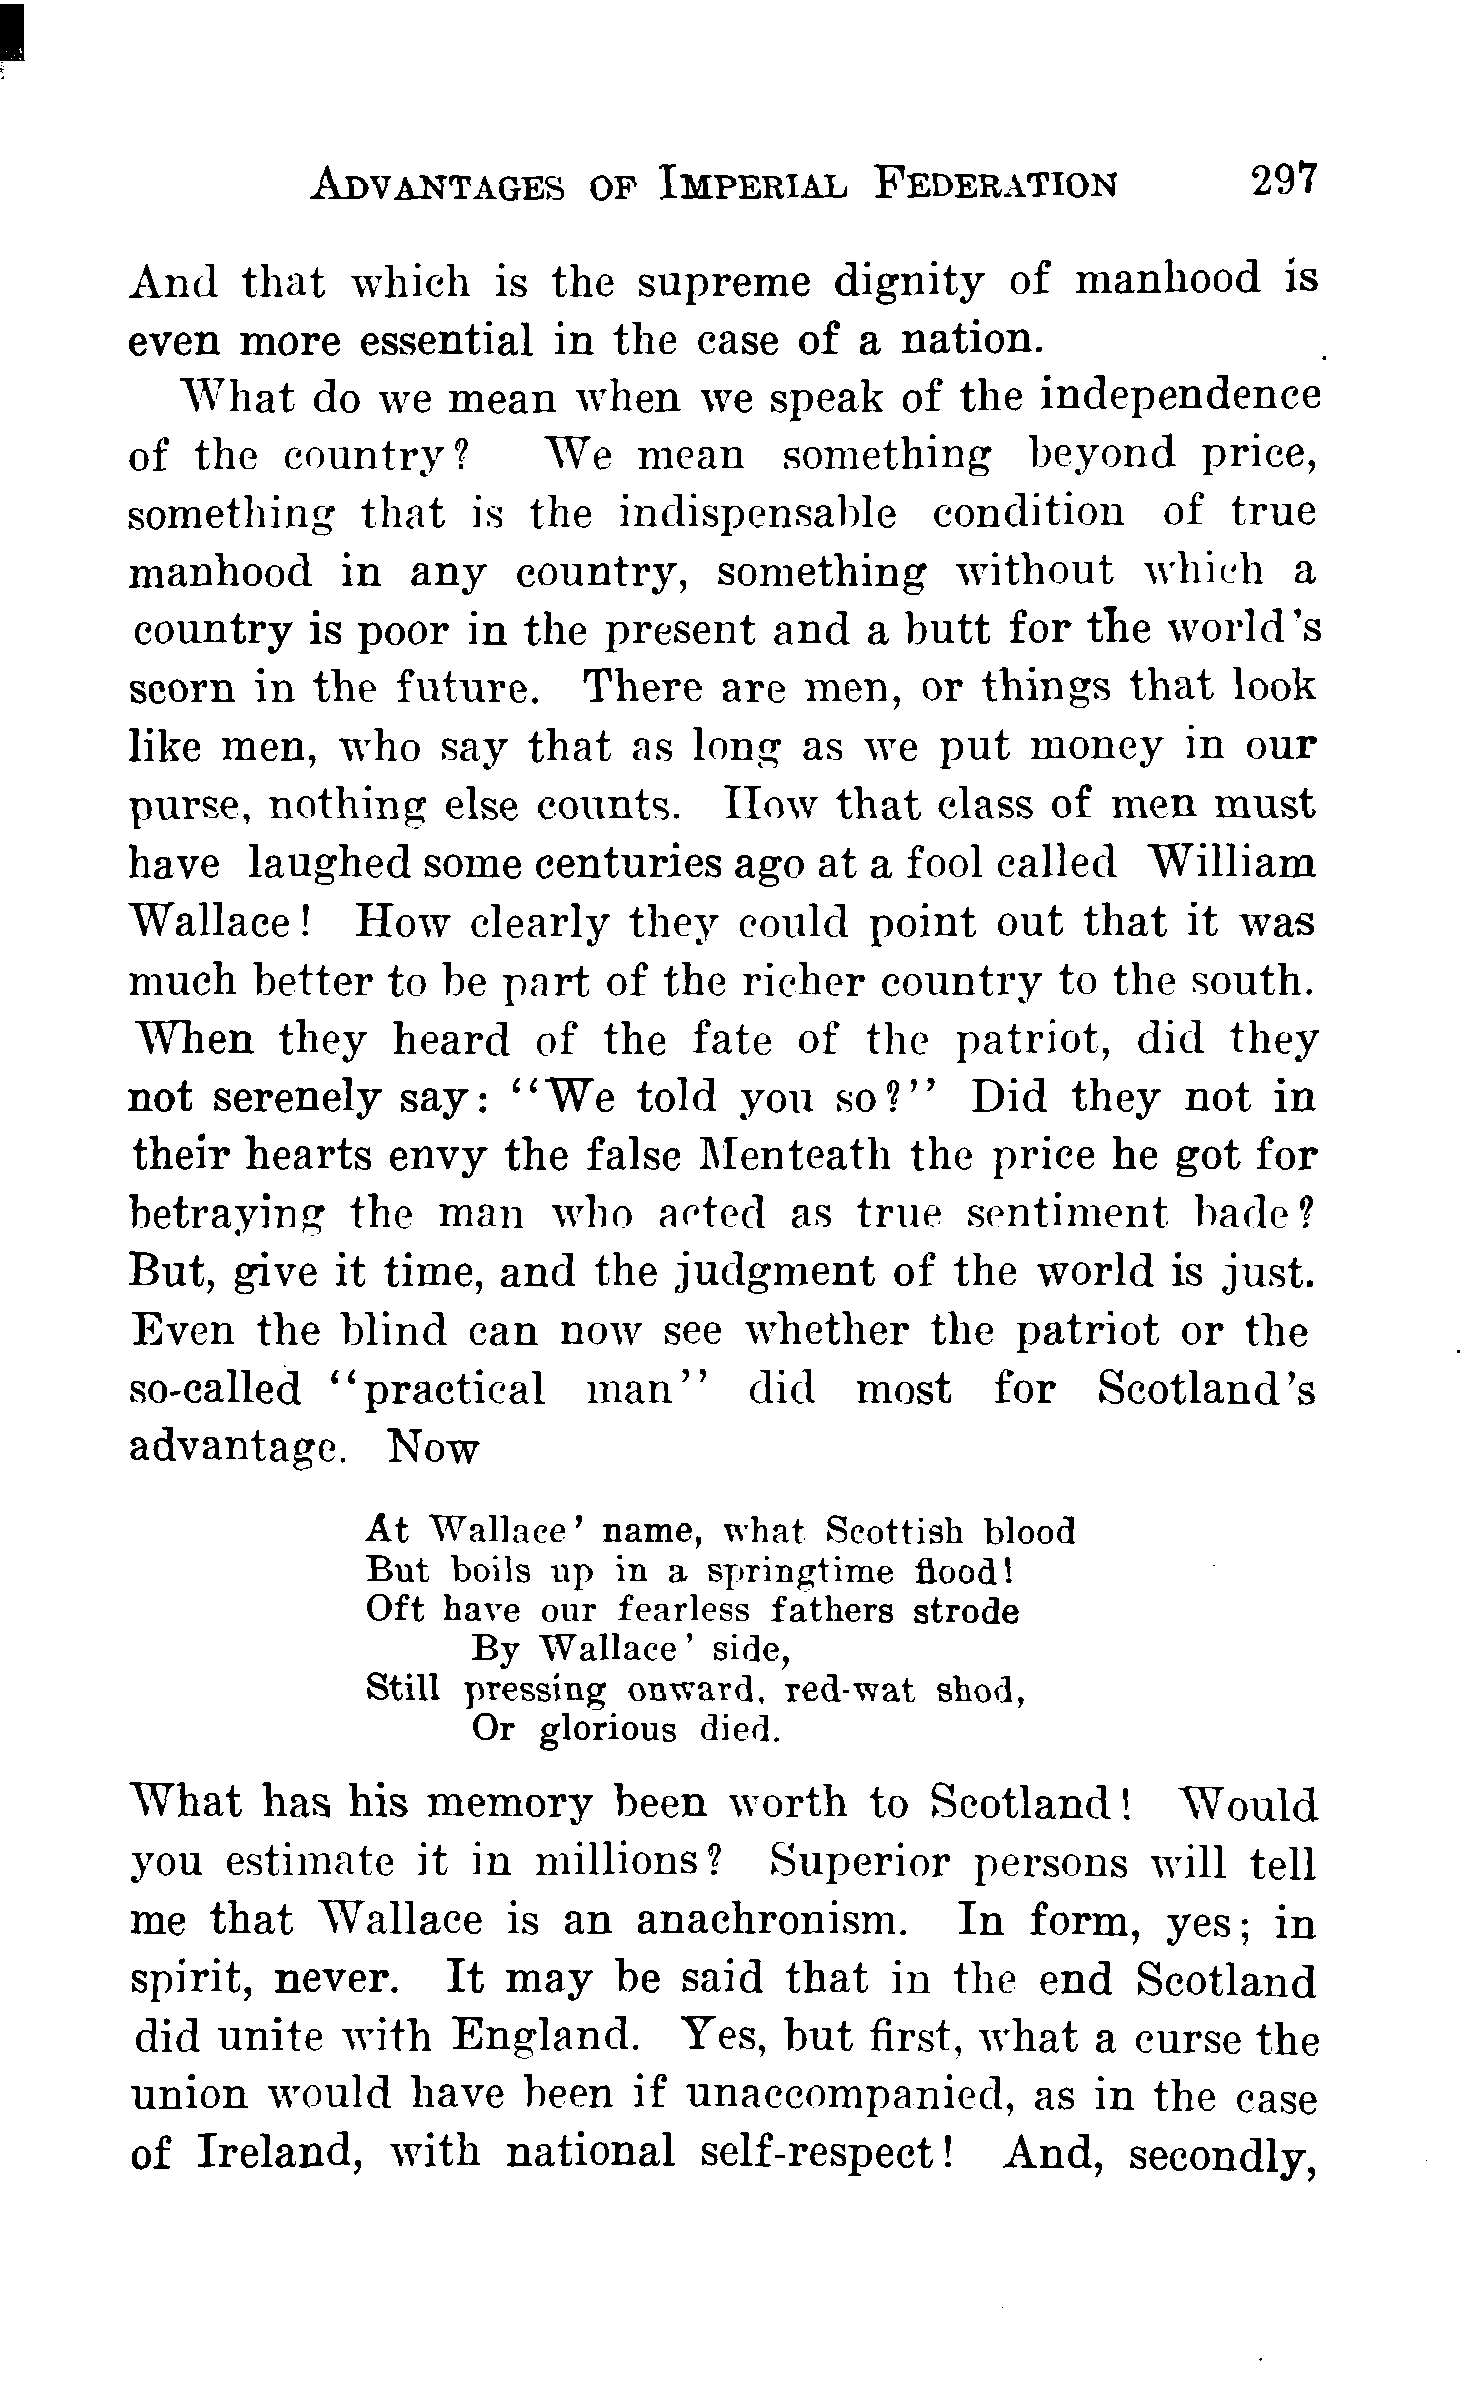 ADVANTAGES OF IMPERIAL FEDERATION 297
And that which is the supreme dignity of manhood is
even more essential in the case of a nation.
What do we mean when we speak of the independence
of the country? We mean something beyond price,
something that is the indispensable condition of true
manhood in any country, something without which a
country is poor in the present and a butt for the world's
scorn in the future. There are men, or things that look
like men, who say that as long as we put money in our
purse, nothing else counts. How that class of men must
have laughed some centuries ago at a fool called William
Wallace! How clearly they could point out that it was
much better to be part of the richer country to the south.
When they heard of the fate of the patriot, did they
not serenely say: "We told you so?" Did they not in
their hearts envy the false Menteath the price he got for
betraying the man who acted as true sentiment bade?
But, give it time, and the judgment of the world is just.
Even the blind can now see whether the patriot or the
so-called "practical man" did most for Scotland's
advantage. Now
At Wallace' name, what Scottish blood
But boils up in a springtime flood!
Oft have our fearless fathers strode
By Wallace' side,
Still pressing onward, red-wat shod,
Or glorious died.
What has his memory been worth to Scotland! Would
you estimate it in millions? Superior persons will tell
me that Wallace is an anachronism. In form, yes; in
spirit, never. It may be said that in the end Scotland
did unite with England. Yes, but first, what a curse the
union would have been if unaccompanied, as in the case
of Ireland, with national self-respect! And, secondly,